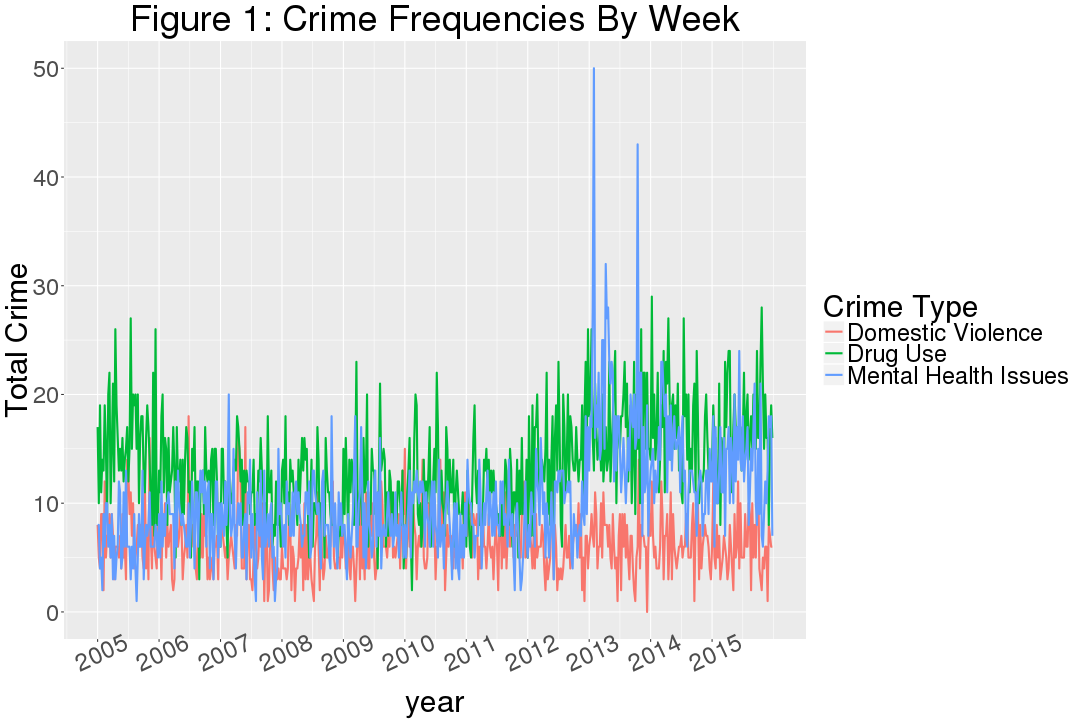 Figure 1: Crime Frequencies By Week
Total Crime
50
40
30
20
10
0
2005 2006 2007 2008 2009 2010 2011 2012 2013 2014 2015
year
Crime Type
Domestic Violence
Drug Use
Mental Health Issues